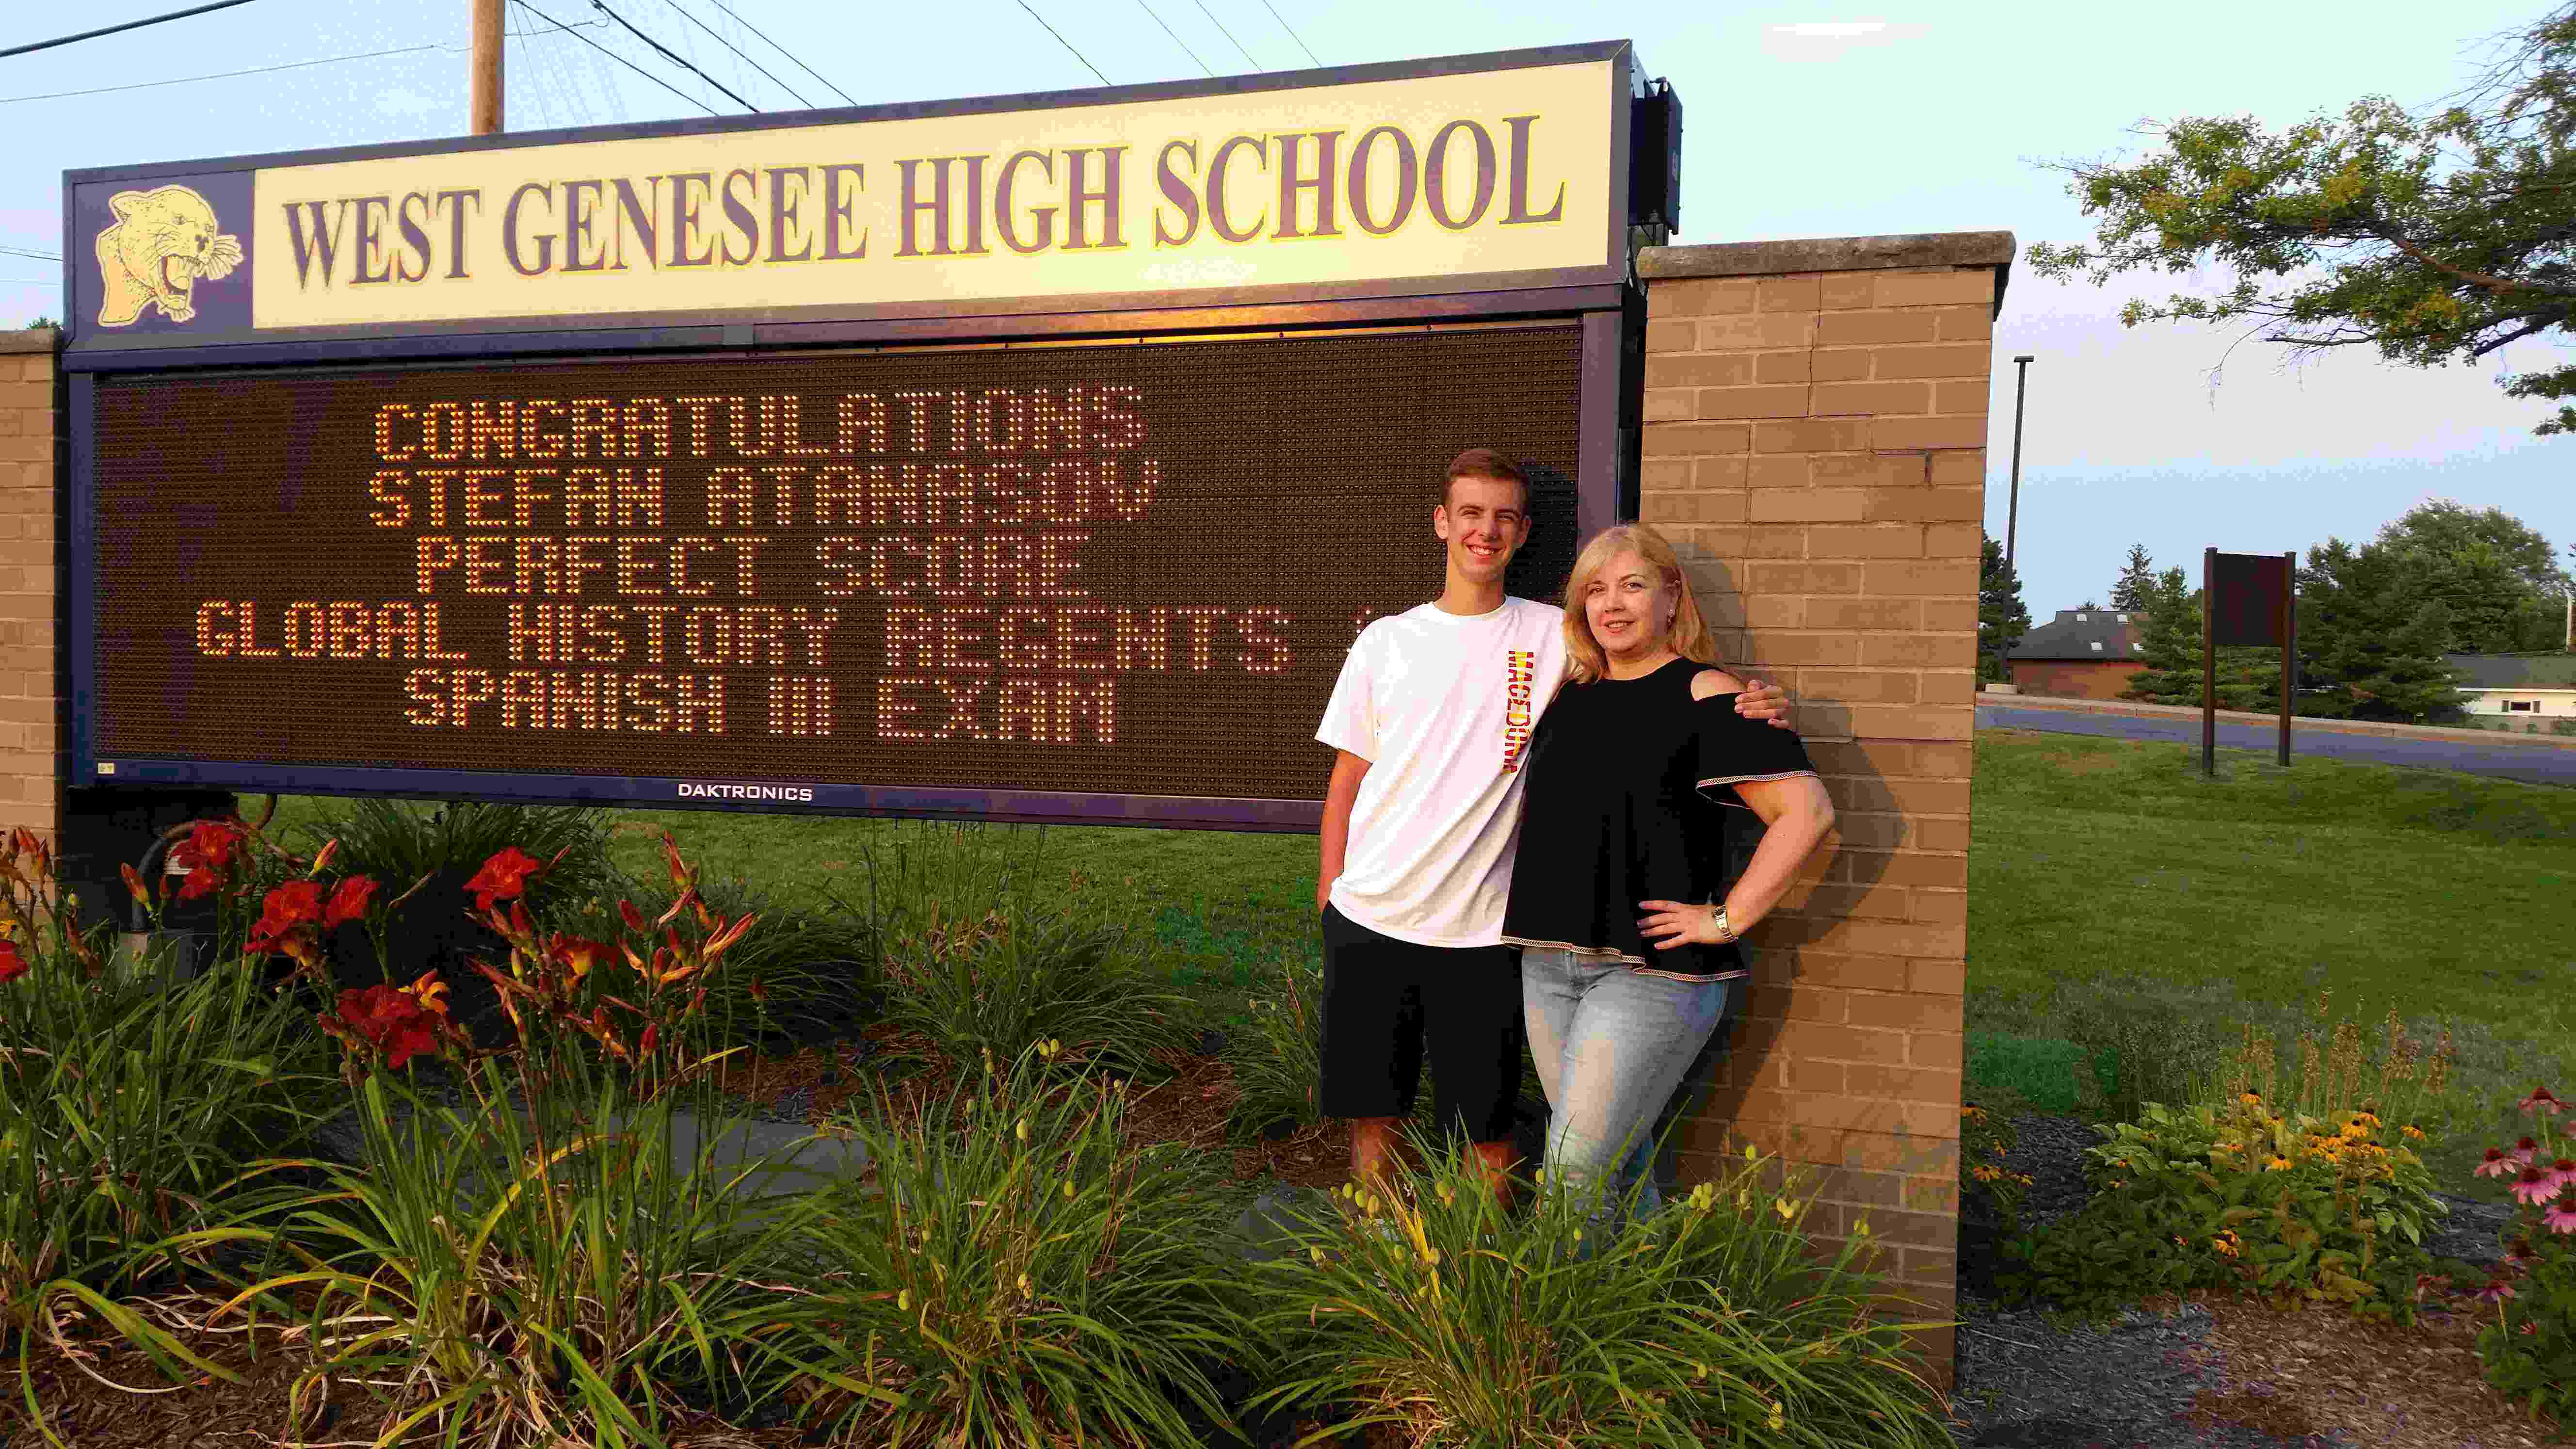 WEST GENESEE HIGH SCHOOL
CONGRATULATIONS
STEFAN ATANASOV
PERFECT SCORE
GLOBAL HISTORY REGENTS
SPANISH III EXAM
DAKTRONICS
MACEDONIA